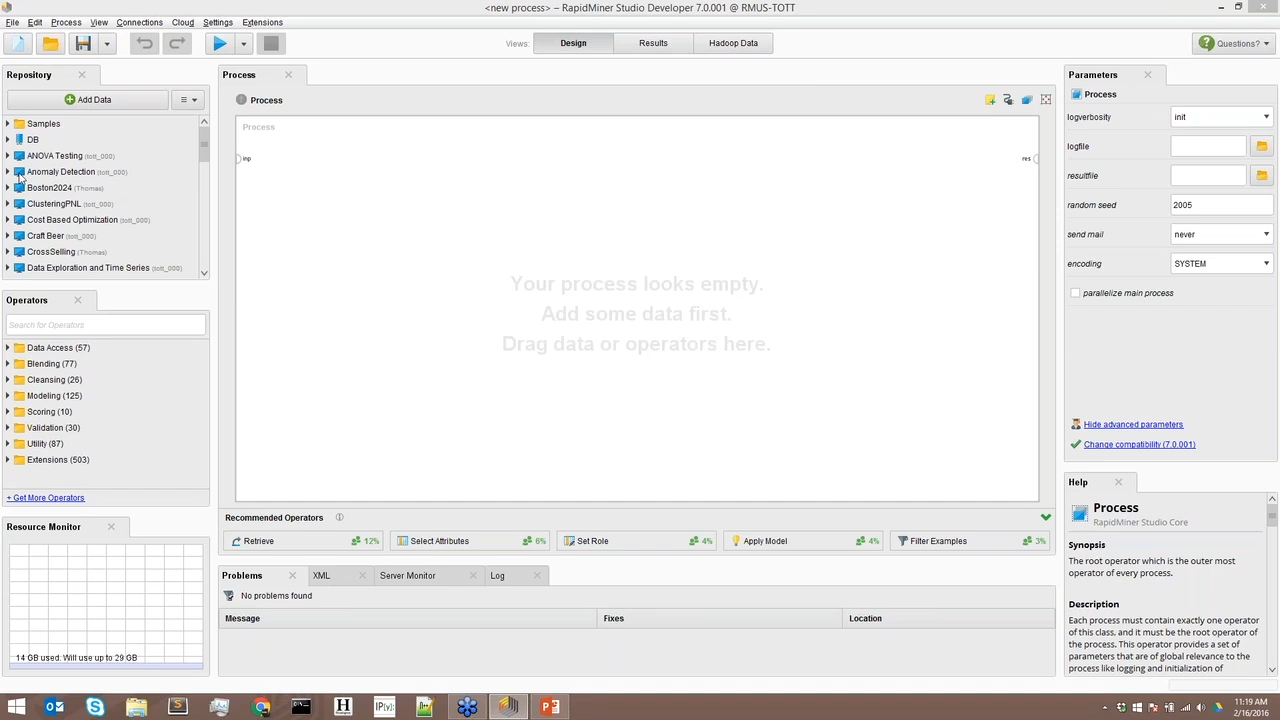 <new process> – RapidMiner Studio Developer 7.0.001 @ RMUS-TOTT
File Edit Process View Connections Cloud Settings Extensions
Views: Design Results Hadoop Data Questions?
Repository
Add Data
Samples
DB
ANOVA Testing (tott_000)
Anomaly Detection (tott_000)
Boston2024 (Thomas)
ClusteringPNL (tott_000)
Cost Based Optimization (tott_000)
Craft Beer (tott_000)
CrossSelling (Thomas)
Data Exploration and Time Series (tott_000)
Operators
Search for Operators
Data Access (57)
Blending (77)
Cleansing (26)
Modeling (125)
Scoring (10)
Validation (30)
Utility (87)
Extensions (503)
+ Get More Operators
Resource Monitor
14 GB used. Will use up to 29 GB
Process
Process
Process
inp
res
Your process looks empty.
Add some data first.
Drag data or operators here.
Recommended Operators
Retrieve 12% Select Attributes 6% Set Role 4% Apply Model 4% Filter Examples 3%
Problems XML Server Monitor Log
No problems found
Message Fixes Location
Parameters
Process
logverbosity init
logfile
resultfile
random seed 2005
send mail never
encoding SYSTEM
parallelize main process
Hide advanced parameters
Change compatibility (7.0.001)
Help
Process
RapidMiner Studio Core
Synopsis
The root operator which is the outer most
operator of every process.
Description
Each process must contain exactly one operator
of this class, and it must be the root operator of
the process. This operator provides a set of
parameters that are of global relevance to the
process like logging and initialization of
11:19 AM
2/16/2016